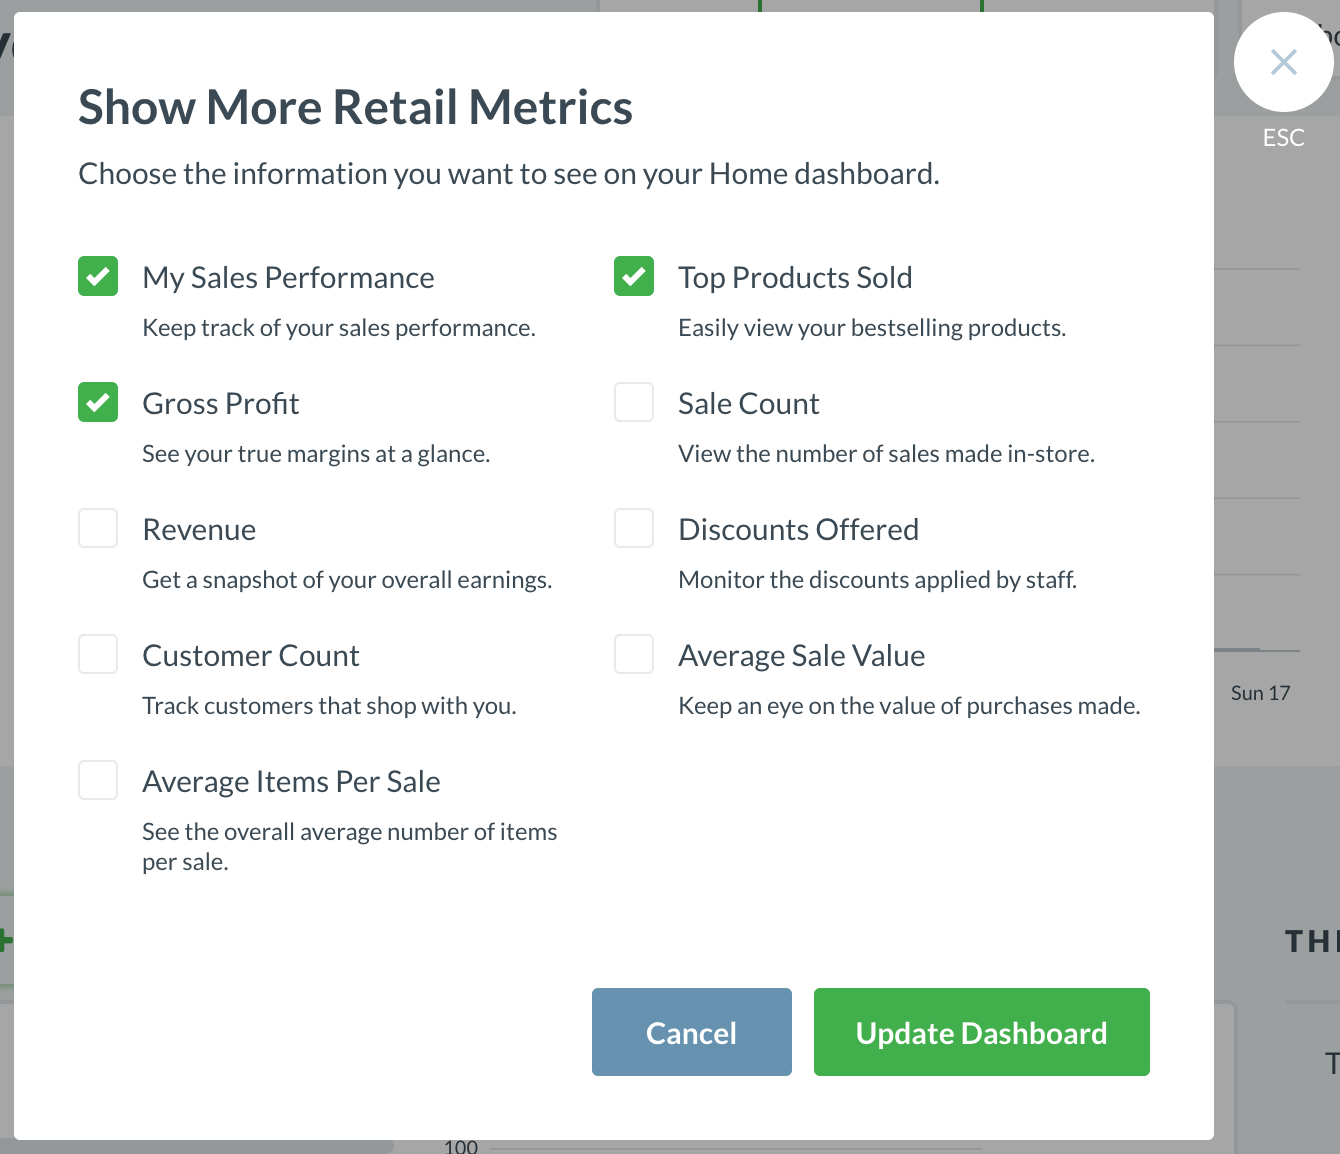 Show More Retail Metrics
ESC
Choose the information you want to see on your Home dashboard.
My Sales Performance
Keep track of your sales performance.
Top Products Sold
Easily view your bestselling products.
Gross Profit
See your true margins at a glance.
Sale Count
View the number of sales made in-store.
Revenue
Get a snapshot of your overall earnings.
Discounts Offered
Monitor the discounts applied by staff.
Customer Count
Track customers that shop with you.
Average Sale Value
Keep an eye on the value of purchases made.
Sun 17
Average Items Per Sale
See the overall average number of items
per sale.
Cancel
Update Dashboard
100